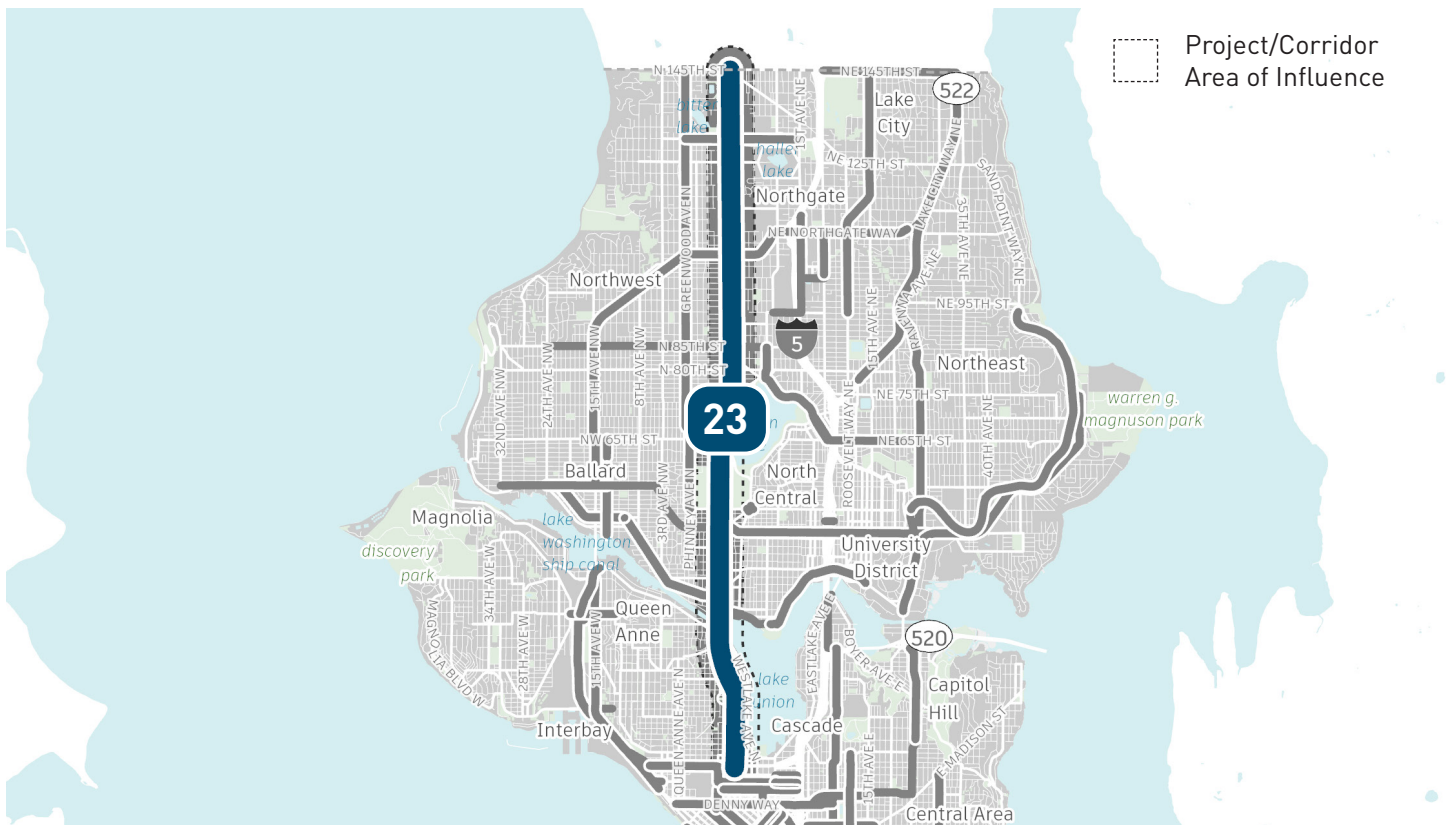 Project/Corridor
Area of Influence
N 145TH ST
NE 145TH ST
522
Lake
City
bitter
lake
1ST AVE NE
haller
lake
NE 125TH ST
LAKE CITY WAY NE
SAND POINT WAY NE
35TH AVE NE
Northgate
GREENWOOD AVE N
NE NORTHGATE WAY
Northwest
RAVENNA AVE NE
15TH AVE NE
NE 95TH ST
5
N 85TH ST
N 80TH ST
Northeast
32ND AVE NW
24TH AVE NW
15TH AVE NW
8TH AVE NW
23
NE 75TH ST
ROOSEVELT WAY NE
warren g.
magnuson park
NW 65TH ST
NE 65TH ST
40TH AVE NE
Ballard
3RD AVE NW
PHINNEY AVE N
North
Central
Magnolia
lake
washington
ship canal
discovery
park
University
District
34TH AVE W
MAGNOLIA BLVD W
28TH AVE W
15TH AVE W
Queen
Anne
520
EASTLAKE AVE E
BOYER AVE E
WESTLAKE AVE N
lake
union
QUEEN ANNE AVE N
Capitol
Hill
Interbay
Cascade
15TH AVE E
E MADISON ST
DENNY WAY
Central Area